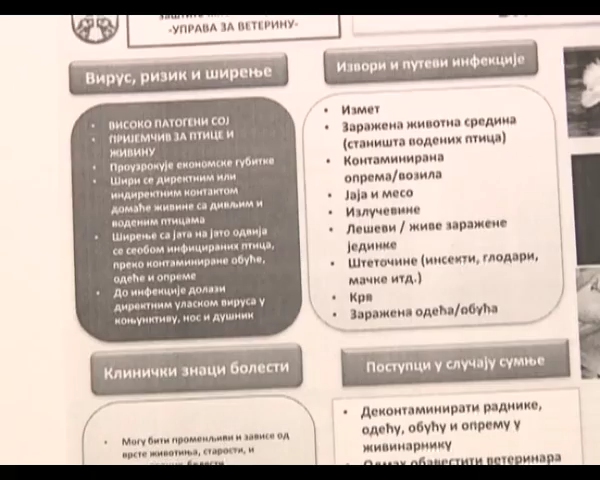 -УПРАВА ЗА ВЕТЕРИНУ-
Вирус, ризик и ширење
• ВИСОКО ПАТОГЕНИ СОЈ
• ПРИЈЕМЧИВ ЗА ПТИЦЕ И
ЖИВИНУ
• Проузрокује економске губитке
• Шири се директним или
индиректним контактом
домаће живине са дивљим и
воденим птицама
• Ширење са јата на јато одвија
се сеобом инфицираних птица,
преко контаминиране обуће,
одеће и опреме
• До инфекције долази
директним уласком вируса у
коњунктиву, нос и душник
Извори и путеви инфекције
• Измет
• Заражена животна средина
(станишта водених птица)
• Контаминирана
опрема/возила
• Јаја и месо
• Излучевине
• Лешеви / живе заражене
јединке
• Штеточине (инсекти, глодари,
мачке итд.)
• Крв
• Заражена одећа/обућа
Клинички знаци болести
• Могу бити променљиви и зависе од
врсте животиња, старости, и
болести
Поступци у случају сумње
• Деконтаминирати раднике,
одећу, обућу и опрему у
живинарнику
• Одмах обавестити ветеринара